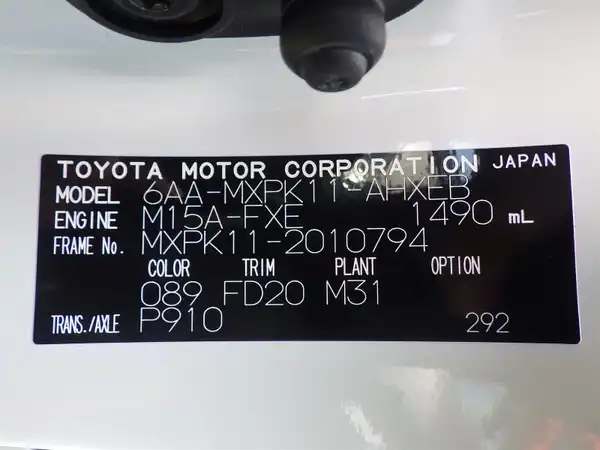 TOYOTA MOTOR CORPORATION JAPAN
MODEL 6AA-MXPK11-AHXEB
ENGINE M15A-FXE 1490 mL
FRAME No. MXPK11-2010794
COLOR TRIM PLANT OPTION
089 FD20 M31
TRANS./AXLE P910 292